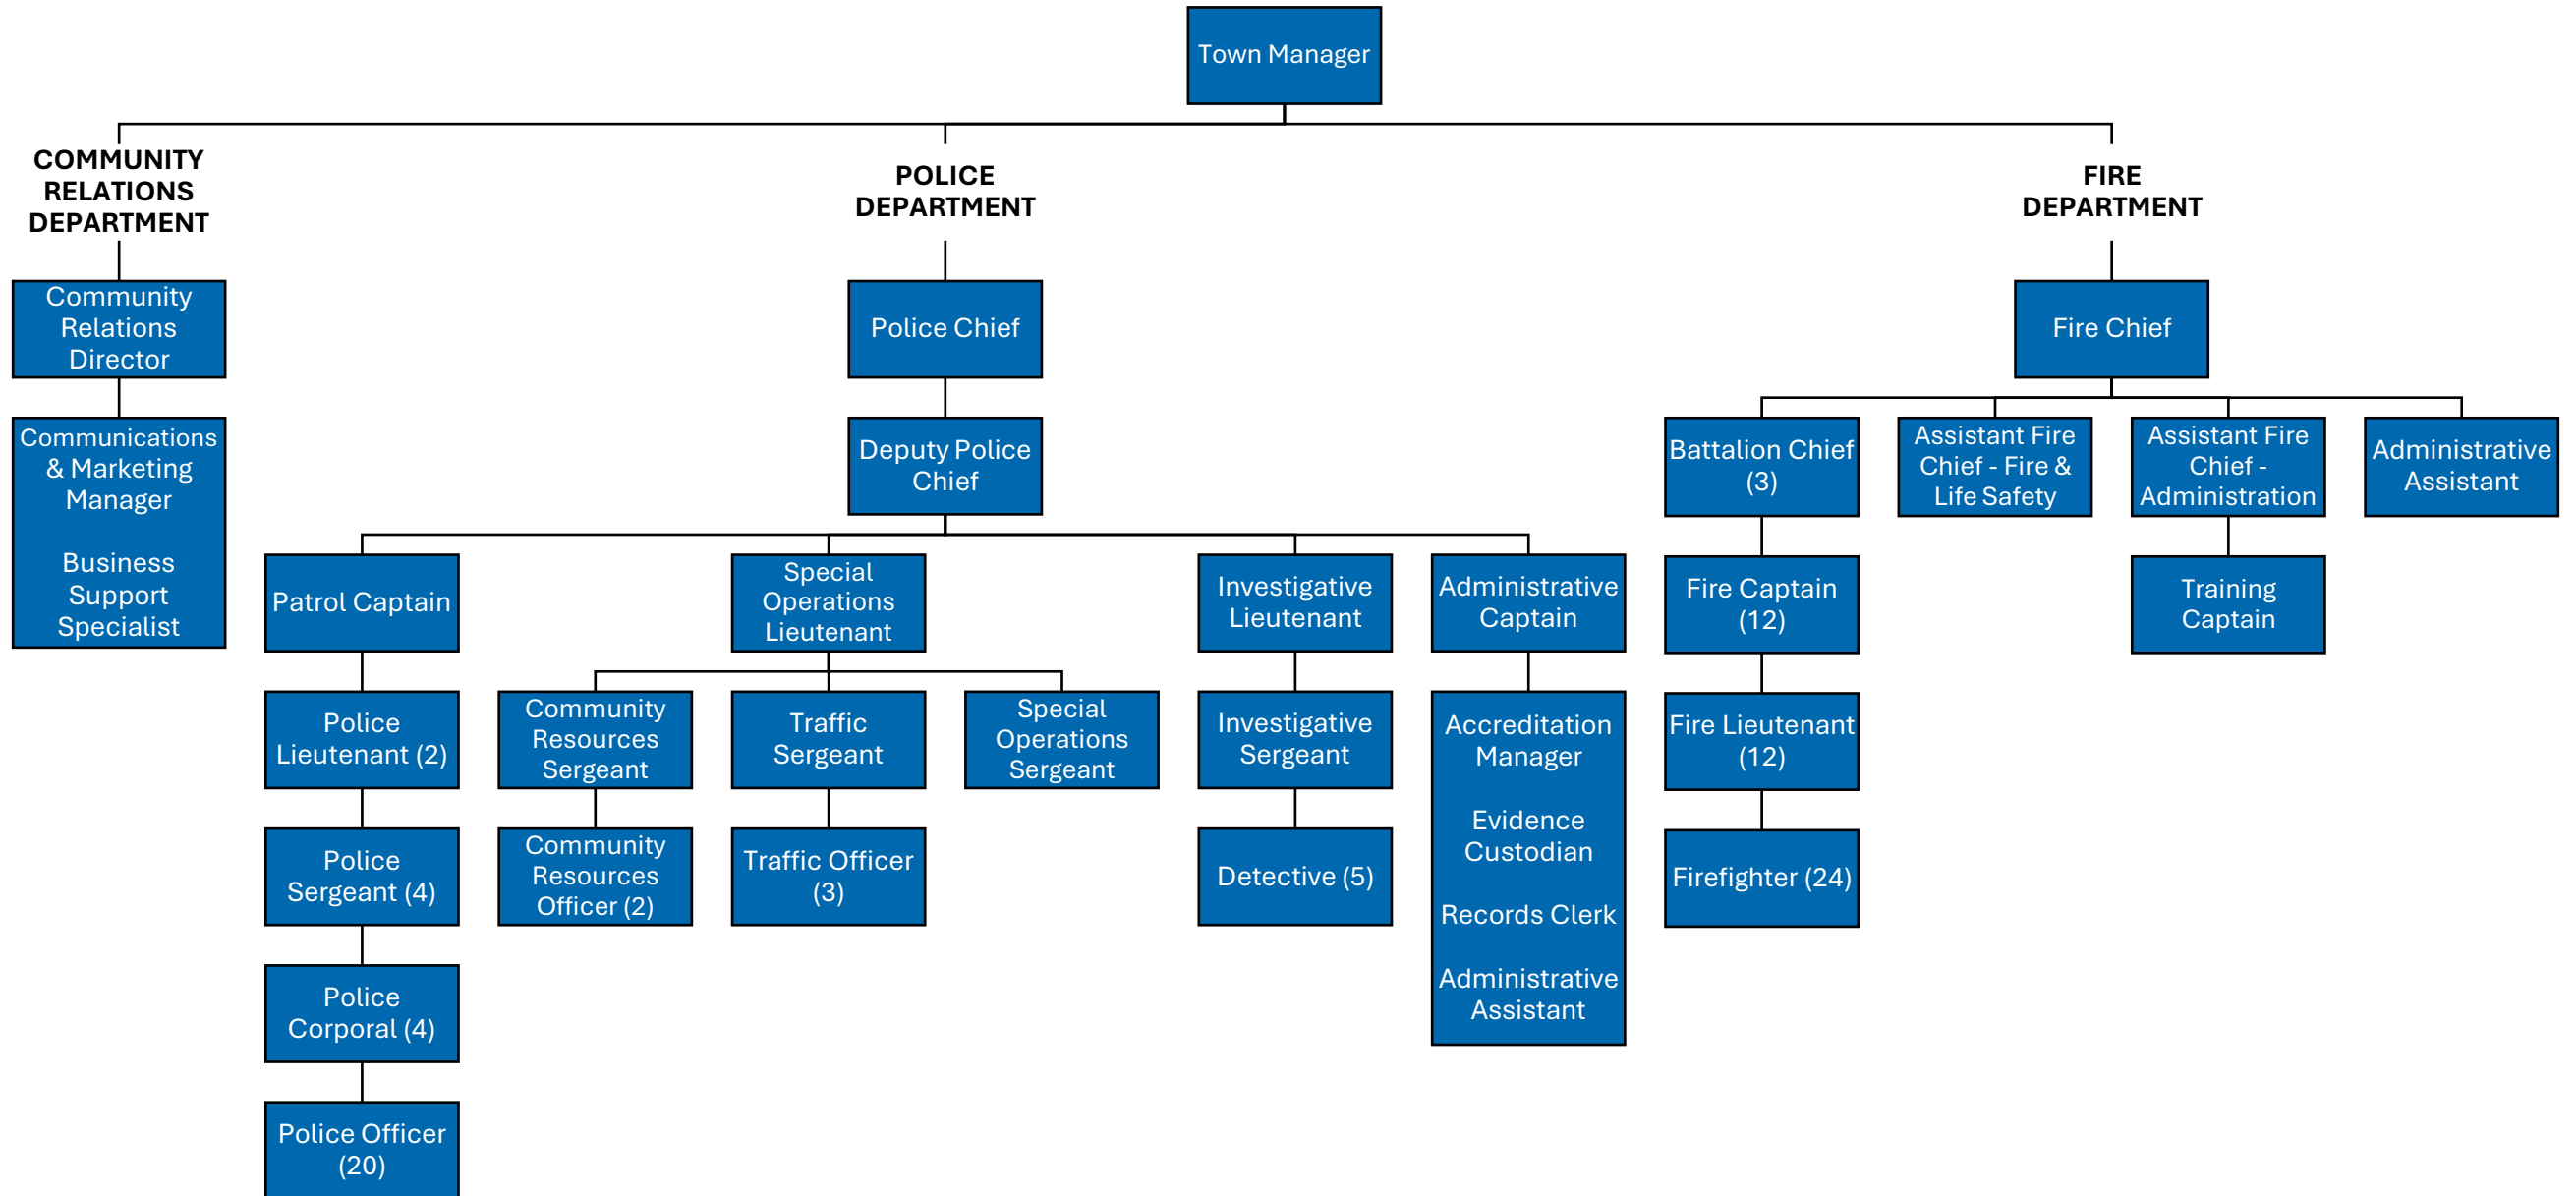 Town Manager
COMMUNITY
RELATIONS
DEPARTMENT
POLICE
DEPARTMENT
FIRE
DEPARTMENT
Community
Relations
Director
Police Chief
Fire Chief
Communications
& Marketing
Manager
Business
Support
Specialist
Deputy Police
Chief
Battalion Chief
(3)
Assistant Fire
Chief - Fire &
Life Safety
Assistant Fire
Chief -
Administration
Administrative
Assistant
Patrol Captain
Special
Operations
Lieutenant
Investigative
Lieutenant
Administrative
Captain
Fire Captain
(12)
Training
Captain
Police
Lieutenant (2)
Community
Resources
Sergeant
Traffic
Sergeant
Special
Operations
Sergeant
Investigative
Sergeant
Accreditation
Manager
Evidence
Custodian
Records Clerk
Administrative
Assistant
Fire Lieutenant
(12)
Police
Sergeant (4)
Community
Resources
Officer (2)
Traffic Officer
(3)
Detective (5)
Firefighter (24)
Police
Corporal (4)
Police Officer
(20)